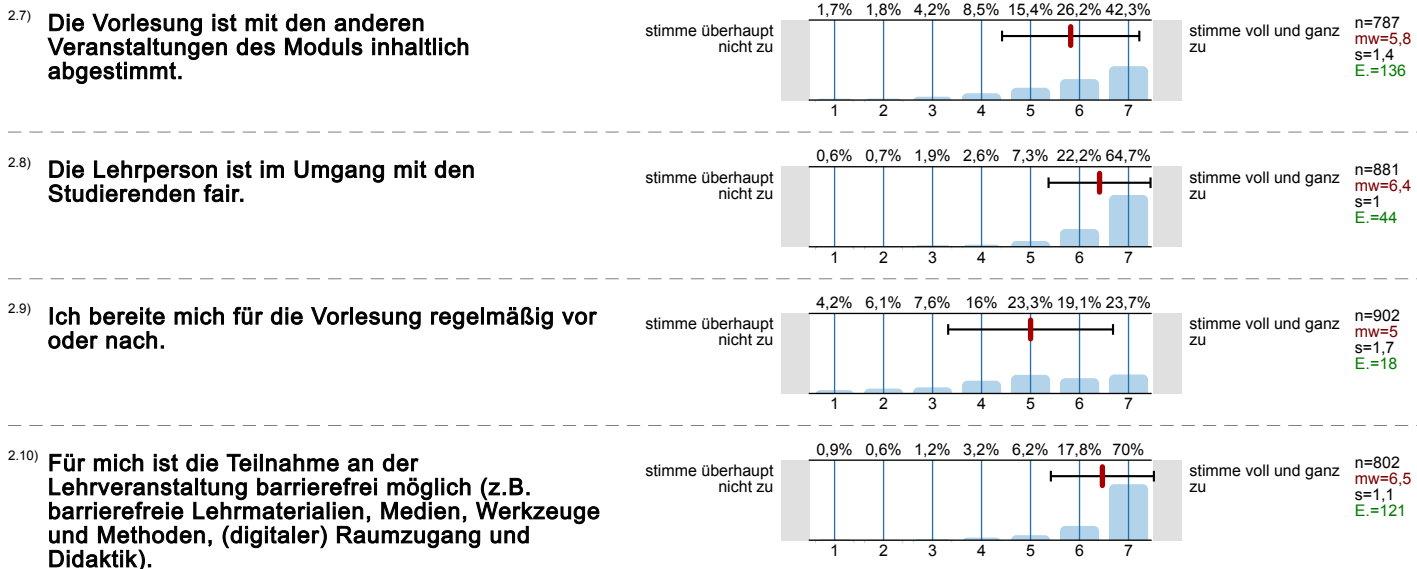 2.7) Die Vorlesung ist mit den anderen
Veranstaltungen des Moduls inhaltlich
abgestimmt.
stimme überhaupt
nicht zu
1,7% 1,8% 4,2% 8,5% 15,4% 26,2% 42,3%
1 2 3 4 5 6 7
stimme voll und ganz
zu
n=787
mw=5,8
s=1,4
E.=136
2.8) Die Lehrperson ist im Umgang mit den
Studierenden fair.
stimme überhaupt
nicht zu
0,6% 0,7% 1,9% 2,6% 7,3% 22,2% 64,7%
1 2 3 4 5 6 7
stimme voll und ganz
zu
n=881
mw=6,4
s=1
E.=44
2.9) Ich bereite mich für die Vorlesung regelmäßig vor
oder nach.
stimme überhaupt
nicht zu
4,2% 6,1% 7,6% 16% 23,3% 19,1% 23,7%
1 2 3 4 5 6 7
stimme voll und ganz
zu
n=902
mw=5
s=1,7
E.=18
2.10) Für mich ist die Teilnahme an der
Lehrveranstaltung barrierefrei möglich (z.B.
barrierefreie Lehrmaterialien, Medien, Werkzeuge
und Methoden, (digitaler) Raumzugang und
Didaktik).
stimme überhaupt
nicht zu
0,9% 0,6% 1,2% 3,2% 6,2% 17,8% 70%
1 2 3 4 5 6 7
stimme voll und ganz
zu
n=802
mw=6,5
s=1,1
E.=121